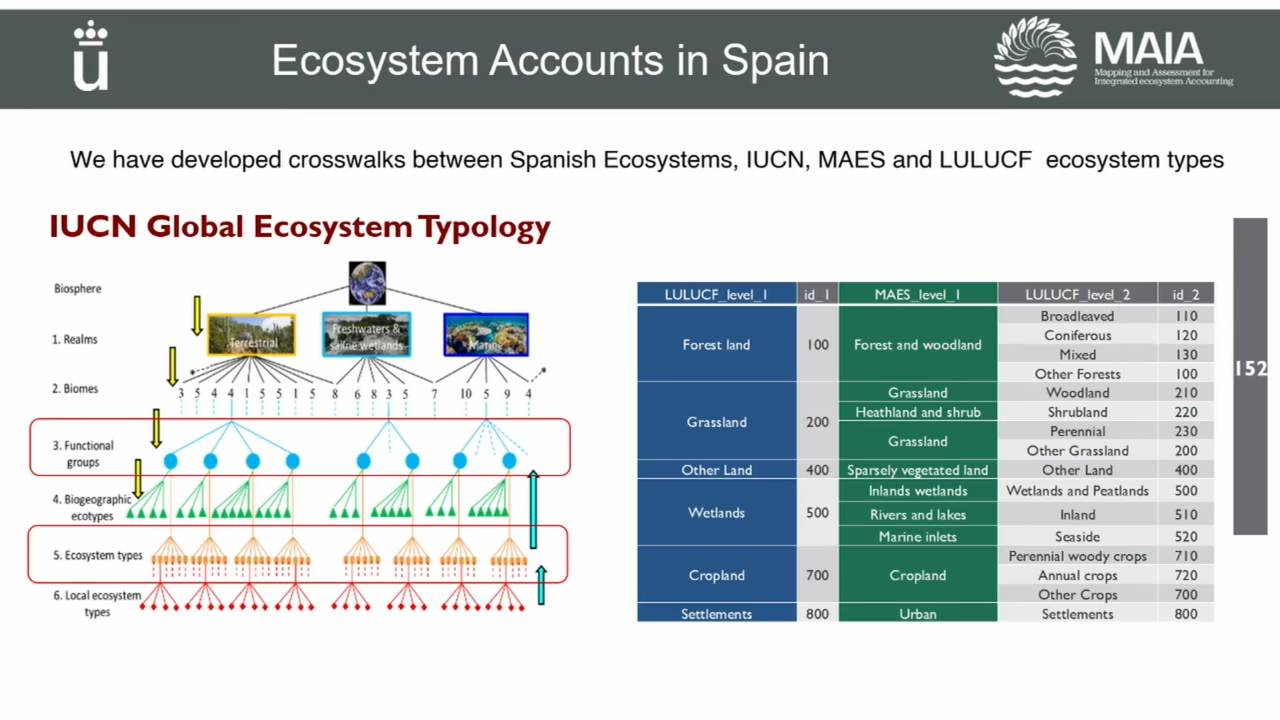 ü
Ecosystem Accounts in Spain
MAIA
Mapping and Assessment for
Integrated ecosystem Accounting
We have developed crosswalks between Spanish Ecosystems, IUCN, MAES and LULUCF ecosystem types
IUCN Global Ecosystem Typology
Biosphere
1. Realms
Terrestrial
Freshwaters &
saline wetlands
Marine
2. Biomes
3 5 4 4 1 5 5 1 5 8 6 8 3 5 7 10 5 9 4
3. Functional
groups
4. Biogeographic
ecotypes
5. Ecosystem types
6. Local ecosystem
types
LULUCF_level_1 id_1 MAES_level_1 LULUCF_level_2 id_2
Forest land 100 Forest and woodland
Broadleaved 110
Coniferous 120
Mixed 130
Other Forests 100
Grassland 200
Grassland Woodland 210
Heathland and shrub Shrubland 220
Grassland
Perennial 230
Other Grassland 200
Other Land 400 Sparsely vegetated land Other Land 400
Wetlands 500
Inlands wetlands Wetlands and Peatlands 500
Rivers and lakes Inland 510
Marine inlets Seaside 520
Cropland 700 Cropland
Perennial woody crops 710
Annual crops 720
Other Crops 700
Settlements 800 Urban Settlements 800
152